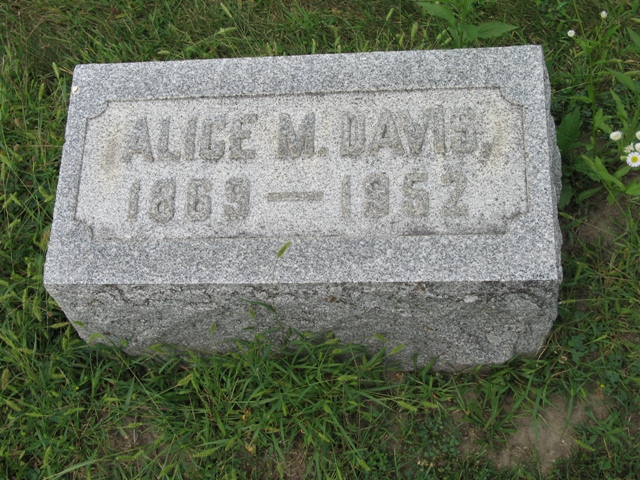 ALICE M. DAVIS,
1869 — 1952